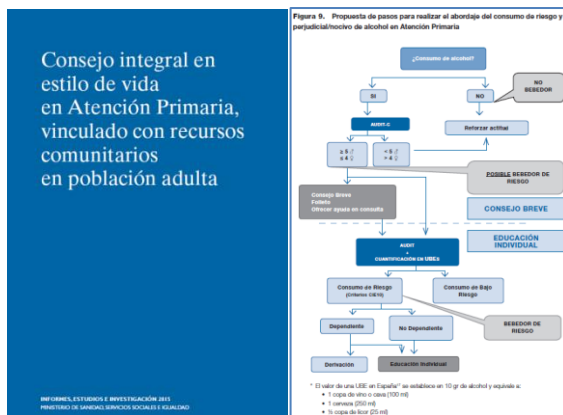 Consejo integral en
estilo de vida
en Atención Primaria,
vinculado con recursos
comunitarios
en población adulta
INFORMES, ESTUDIOS E INVESTIGACIÓN 2015
MINISTERIO DE SANIDAD, SERVICIOS SOCIALES E IGUALDAD
Figura 9. Propuesta de pasos para realizar el abordaje del consumo de riesgo y
perjudicial/nocivo de alcohol en Atención Primaria
¿Consumo de alcohol?
NO
BEBEDOR
SI
NO
AUDIT-C
Reforzar actitud
≥ 5 ♂
≤ 4 ♀
< 5 ♂
> 4 ♀
POSIBLE BEBEDOR DE
RIESGO
Consejo Breve
Folleto
Ofrecer ayuda en consulta
CONSEJO BREVE
EDUCACIÓN
INDIVIDUAL
AUDIT
+
CUANTIFICACIÓN EN UBEs
Consumo de Riesgo
(Criterios CIE10)
Consumo de Bajo
Riesgo
BEBEDOR DE
RIESGO
Dependiente
No Dependiente
Derivación
Educación Individual
* El valor de una UBE en España se establece en 10 gr de alcohol y equivale a:
• 1 copa de vino o cava (100 ml)
• 1 cerveza (250 ml)
• ½ copa de licor (25 ml)